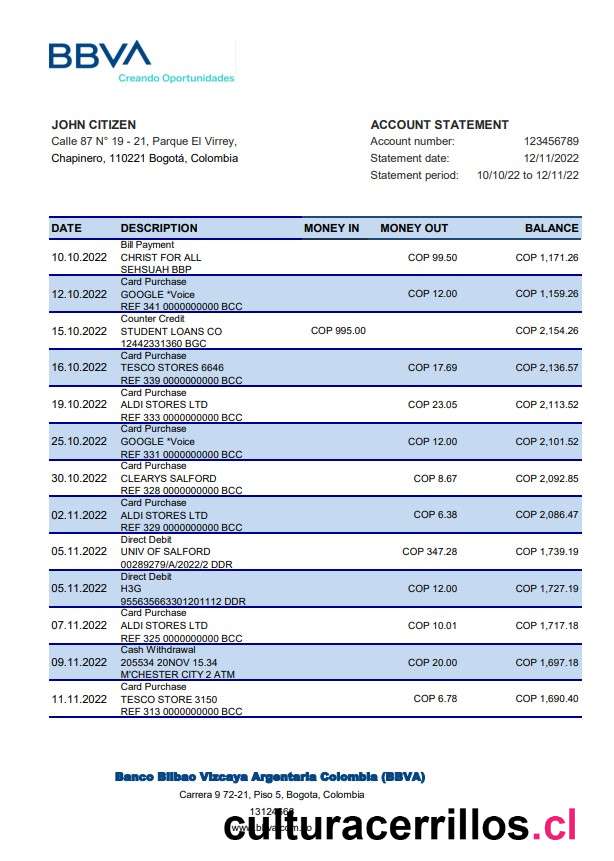 BBVA
Creando Oportunidades
JOHN CITIZEN
Calle 87 N° 19 - 21, Parque El Virrey,
Chapinero, 110221 Bogotá, Colombia
ACCOUNT STATEMENT
Account number: 123456789
Statement date: 12/11/2022
Statement period: 10/10/22 to 12/11/22
DATE DESCRIPTION MONEY IN MONEY OUT BALANCE
Bill Payment
10.10.2022 CHRIST FOR ALL COP 99.50 COP 1,171.26
SEHSUAH BBP
Card Purchase
12.10.2022 GOOGLE *Voice COP 12.00 COP 1,159.26
REF 341 0000000000 BCC
Counter Credit
15.10.2022 STUDENT LOANS CO COP 995.00 COP 2,154.26
12442331360 BGC
Card Purchase
16.10.2022 TESCO STORES 6646 COP 17.69 COP 2,136.57
REF 339 0000000000 BCC
Card Purchase
19.10.2022 ALDI STORES LTD COP 23.05 COP 2,113.52
REF 333 0000000000 BCC
Card Purchase
25.10.2022 GOOGLE *Voice COP 12.00 COP 2,101.52
REF 331 0000000000 BCC
Card Purchase
30.10.2022 CLEARYS SALFORD COP 8.67 COP 2,092.85
REF 328 0000000000 BCC
Card Purchase
02.11.2022 ALDI STORES LTD COP 6.38 COP 2,086.47
REF 329 0000000000 BCC
Direct Debit
05.11.2022 UNIV OF SALFORD COP 347.28 COP 1,739.19
00289279/A/2022/2 DDR
Direct Debit
05.11.2022 H3G COP 12.00 COP 1,727.19
955635663301201112 DDR
Card Purchase
07.11.2022 ALDI STORES LTD COP 10.01 COP 1,717.18
REF 325 0000000000 BCC
Cash Withdrawal
09.11.2022 205534 20NOV 15.34 COP 20.00 COP 1,697.18
M'CHESTER CITY 2 ATM
Card Purchase
11.11.2022 TESCO STORE 3150 COP 6.78 COP 1,690.40
REF 313 0000000000 BCC
Banco Bilbao Vizcaya Argentaria Colombia (BBVA)
Carrera 9 72-21, Piso 5, Bogota, Colombia
culturacerrillos.cl